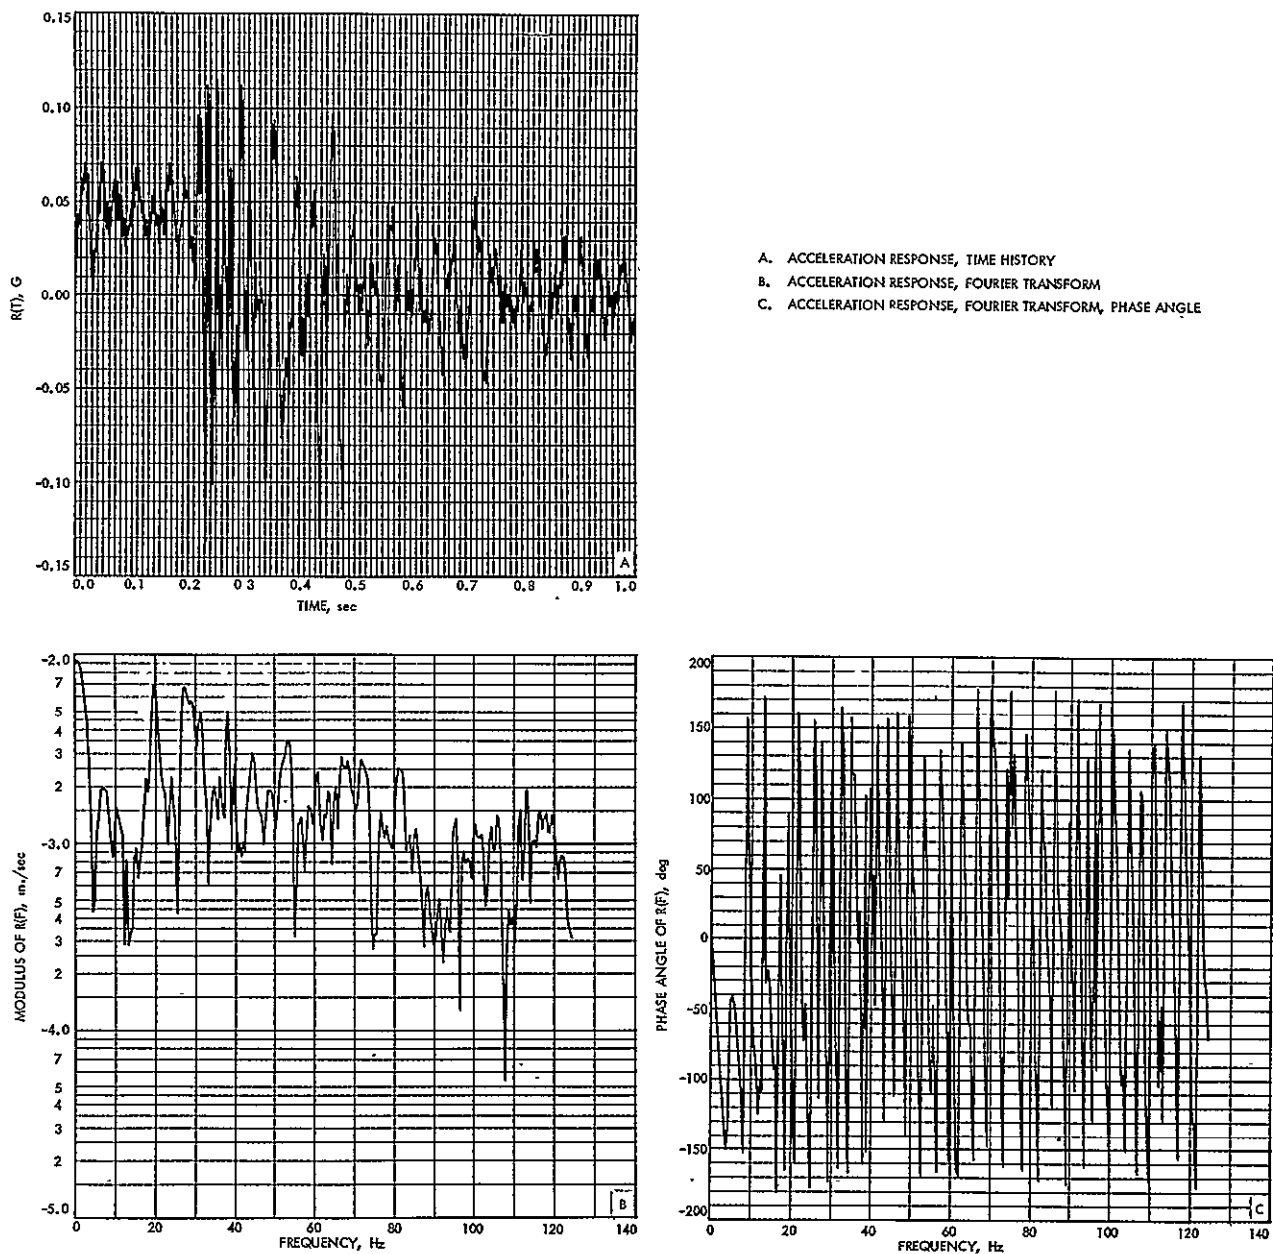 0.15
0.10
0.05
0.00
-0.05
-0.10
-0.15
R(T), G
0.0 0.1 0.2 0 3 0.4 0.5 0.6 0.7 0.8 0.9 1.0
TIME, sec
A
A. ACCELERATION RESPONSE, TIME HISTORY
B. ACCELERATION RESPONSE, FOURIER TRANSFORM
C. ACCELERATION RESPONSE, FOURIER TRANSFORM, PHASE ANGLE
-2.0
7
5
4
3
2
-3.0
7
5
4
3
2
-4.0
7
5
4
3
2
-5.0
MODULUS OF R(F), in./sec
0 20 40 60 80 100 120 140
FREQUENCY, Hz
B
200
150
100
50
0
-50
-100
-150
-200
PHASE ANGLE OF R(F), deg
0 20 40 60 80 100 120 140
FREQUENCY, Hz
C